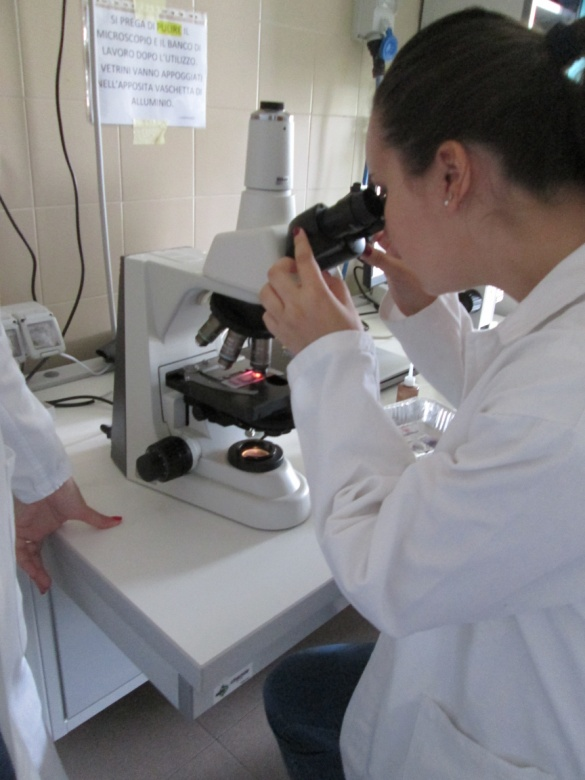 SI PREGA DI PULIRE IL
MICROSCOPIO E IL BANCO DI
LAVORO DOPO L'UTILIZZO.
VETRINI VANNO APPOGGIATI
NELL'APPOSITA VASCHETTA DI
ALLUMINIO.